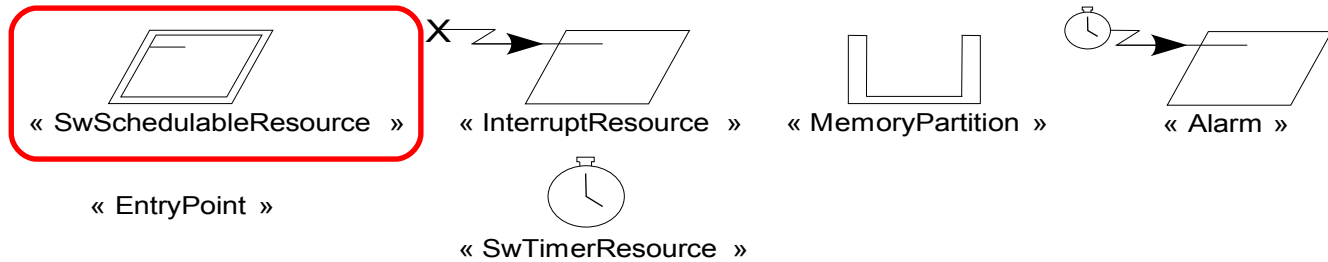 « SwSchedulableResource »
« InterruptResource »
« MemoryPartition »
« Alarm »
« EntryPoint »
« SwTimerResource »